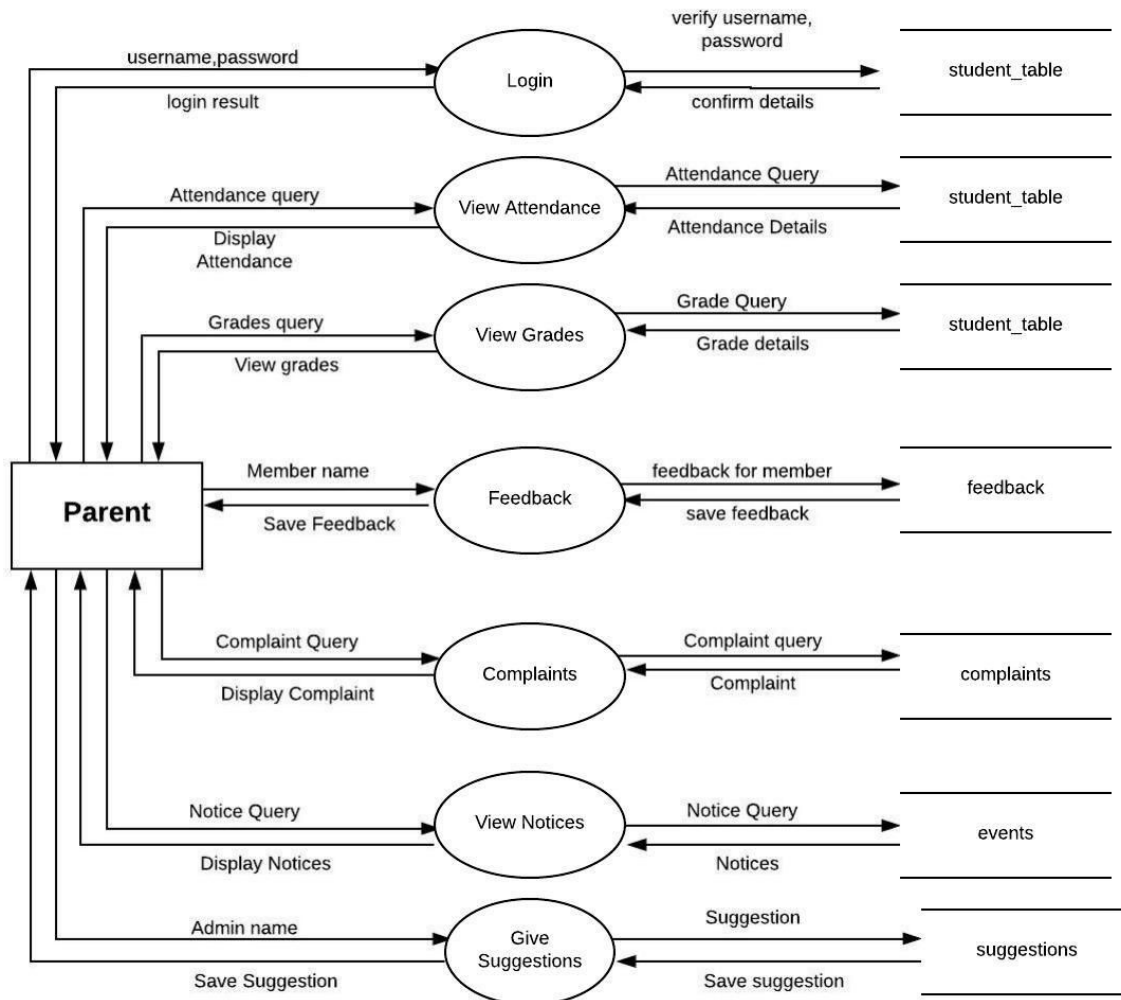 verify username,
password
username,password
Login
student_table
login result
confirm details
Attendance query
Attendance Query
View Attendance
student_table
Display
Attendance
Attendance Details
Grades query
Grade Query
View Grades
student_table
View grades
Grade details
Member name
feedback for member
Parent
Feedback
feedback
Save Feedback
save feedback
Complaint Query
Complaint query
Complaints
complaints
Display Complaint
Complaint
Notice Query
Notice Query
View Notices
events
Display Notices
Notices
Admin name
Suggestion
Give
Suggestions
suggestions
Save Suggestion
Save suggestion